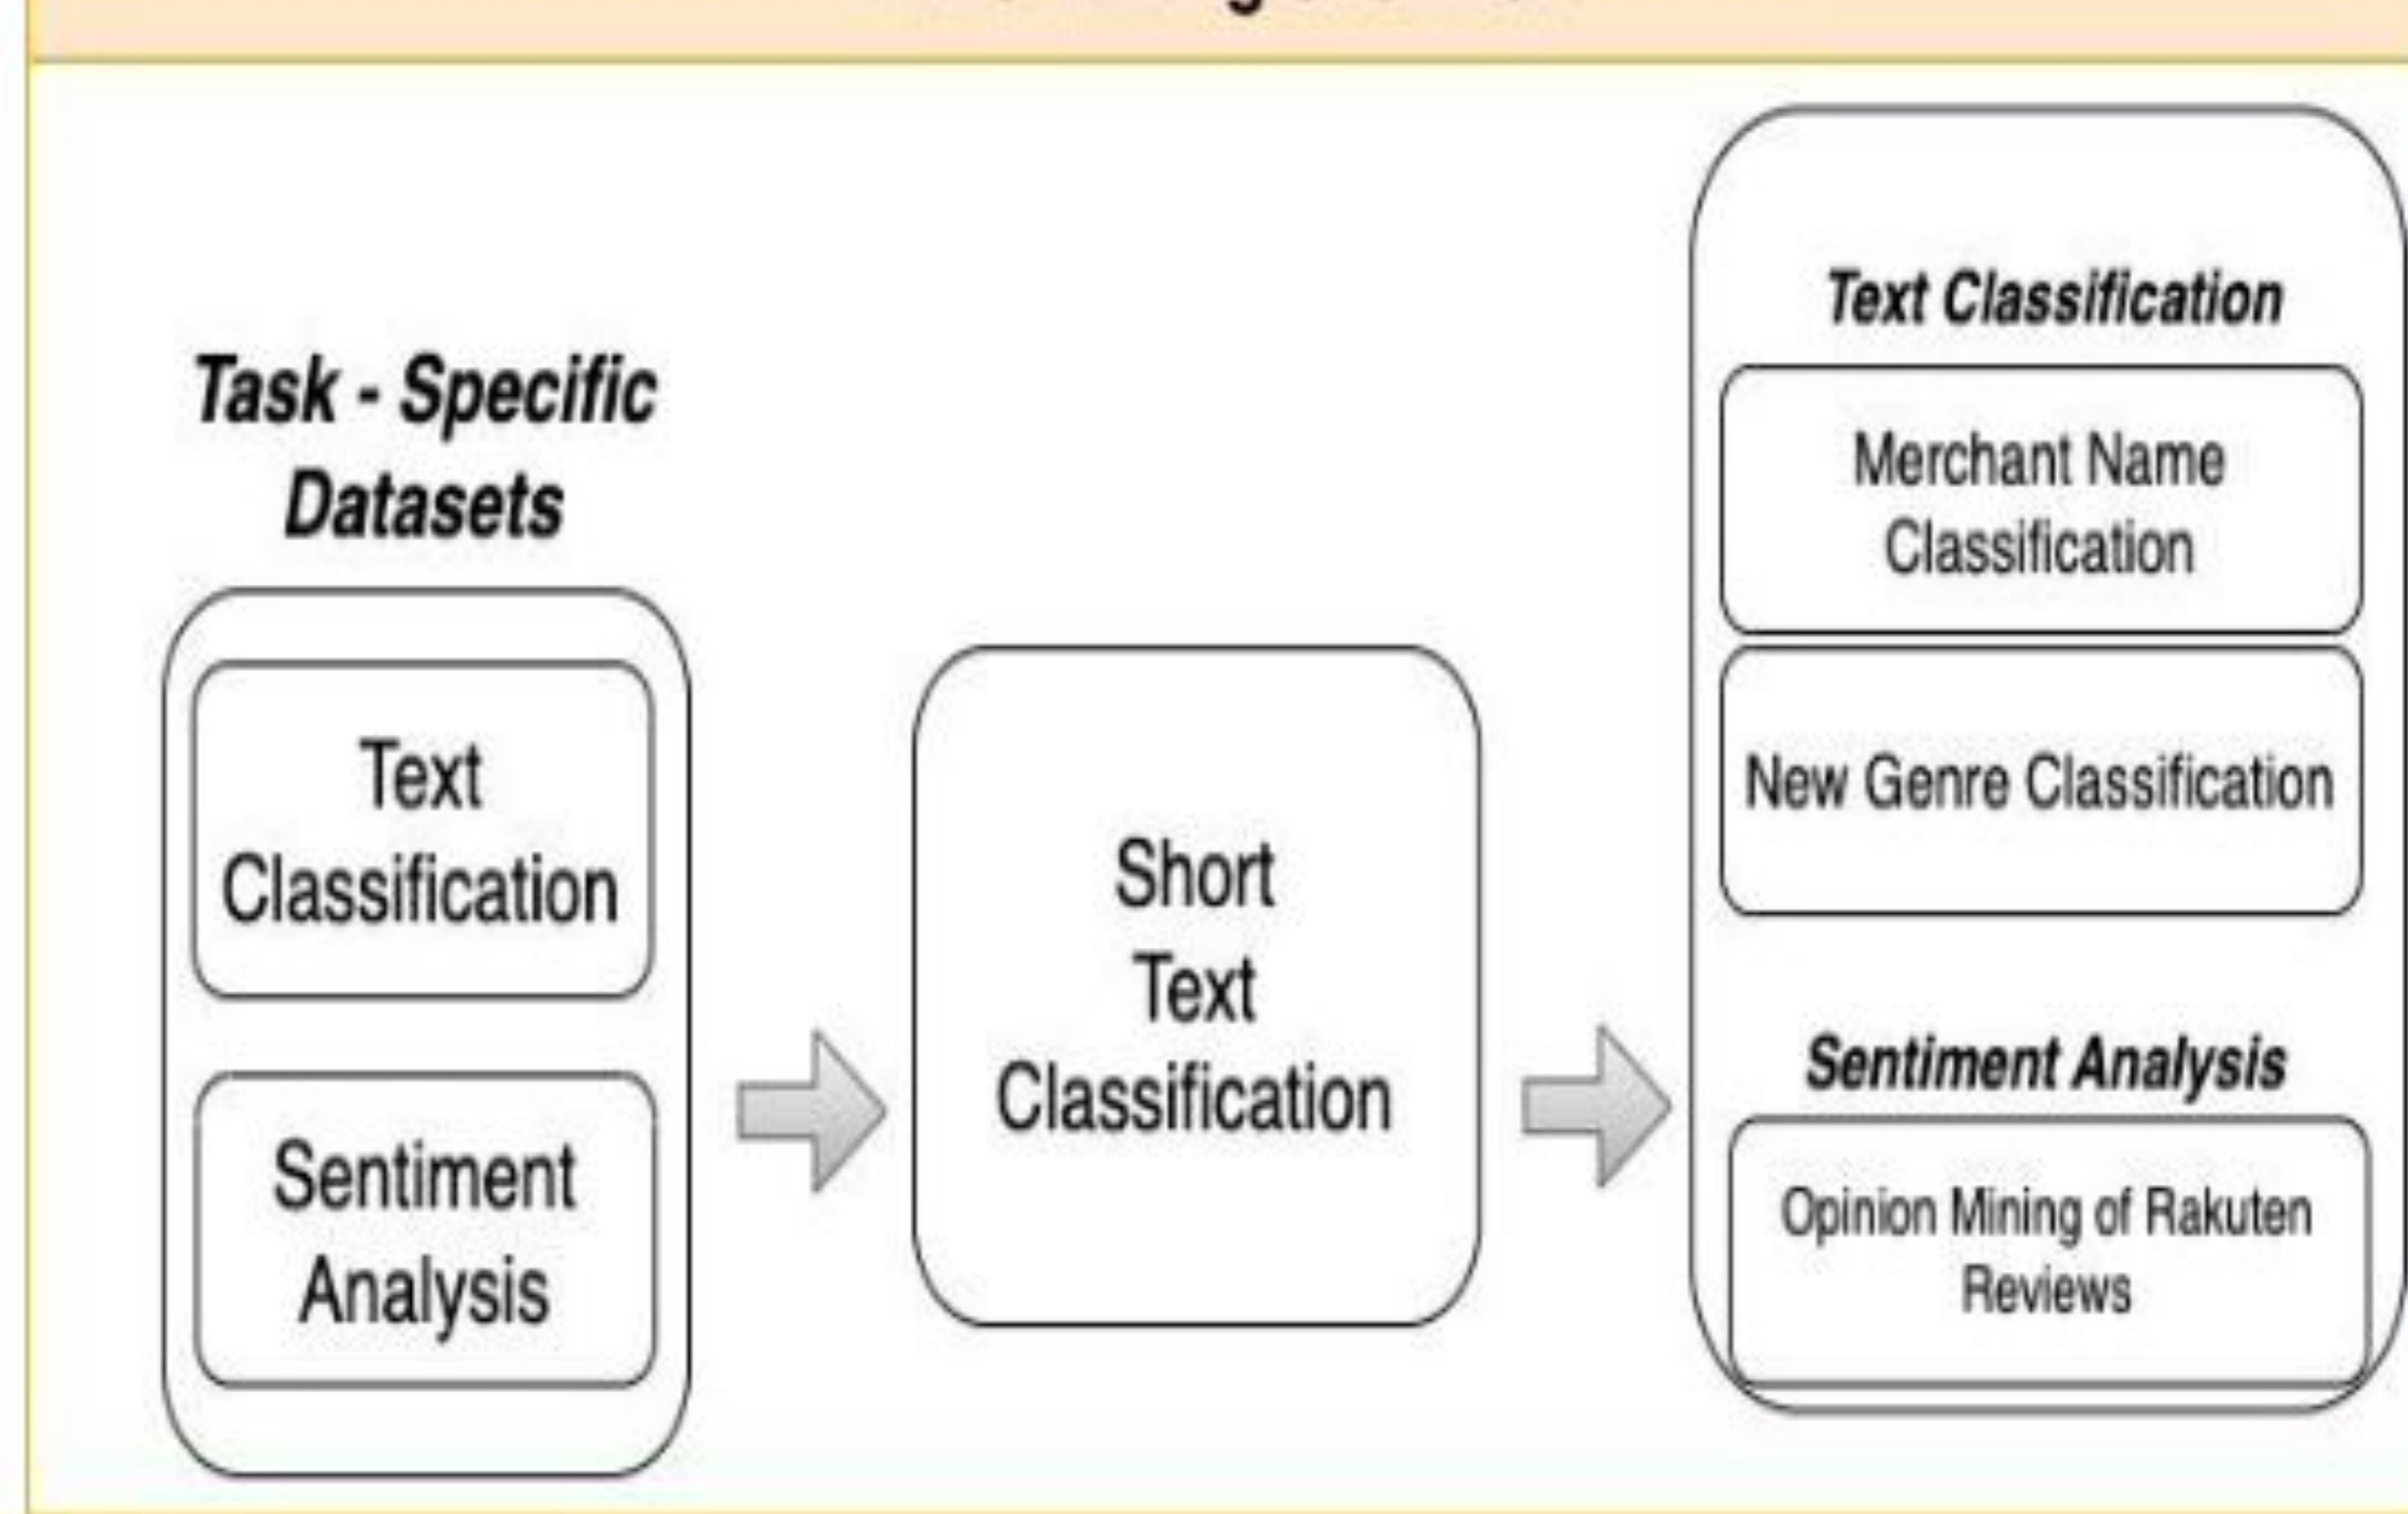 Task - Specific
Datasets
Text
Classification
Sentiment
Analysis
Short
Text
Classification
Text Classification
Merchant Name
Classification
New Genre Classification
Sentiment Analysis
Opinion Mining of Rakuten
Reviews